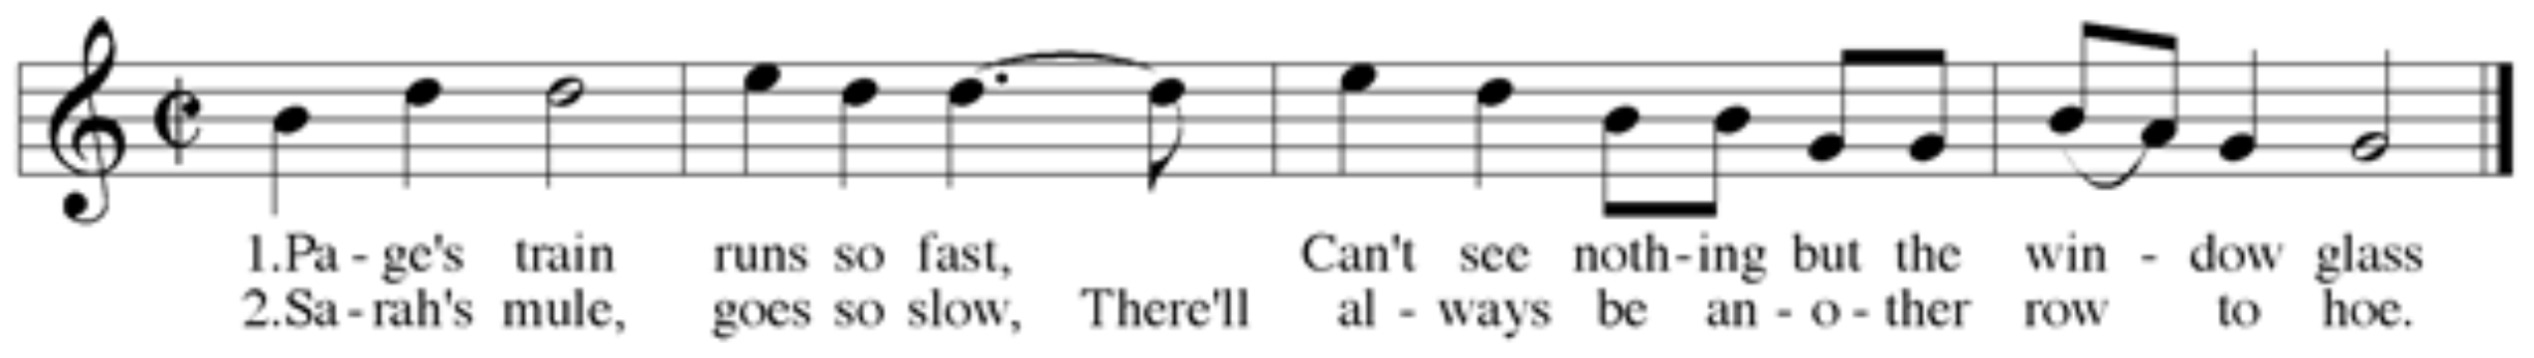 1.Pa - ge's train runs so fast, Can't see noth-ing but the win - dow glass
2.Sa-rah's mule, goes so slow, There'll al - ways be an - o - ther row to hoe.